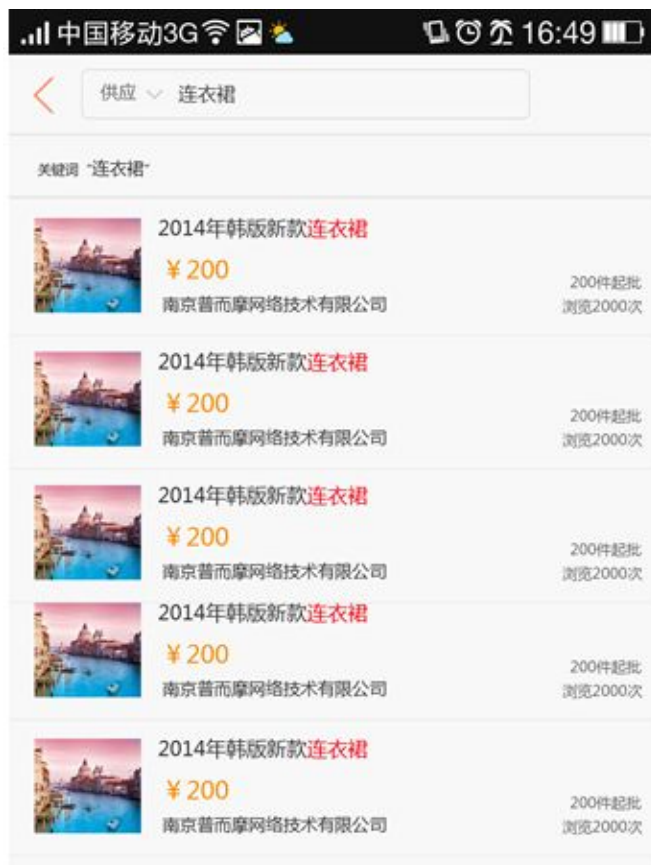 中国移动3G 16:49
供应 连衣裙
关键词 “连衣裙”
2014年韩版新款连衣裙
￥200
200件起批
南京普而摩网络技术有限公司
浏览2000次
2014年韩版新款连衣裙
￥200
200件起批
南京普而摩网络技术有限公司
浏览2000次
2014年韩版新款连衣裙
￥200
200件起批
南京普而摩网络技术有限公司
浏览2000次
2014年韩版新款连衣裙
￥200
200件起批
南京普而摩网络技术有限公司
浏览2000次
2014年韩版新款连衣裙
￥200
200件起批
南京普而摩网络技术有限公司
浏览2000次